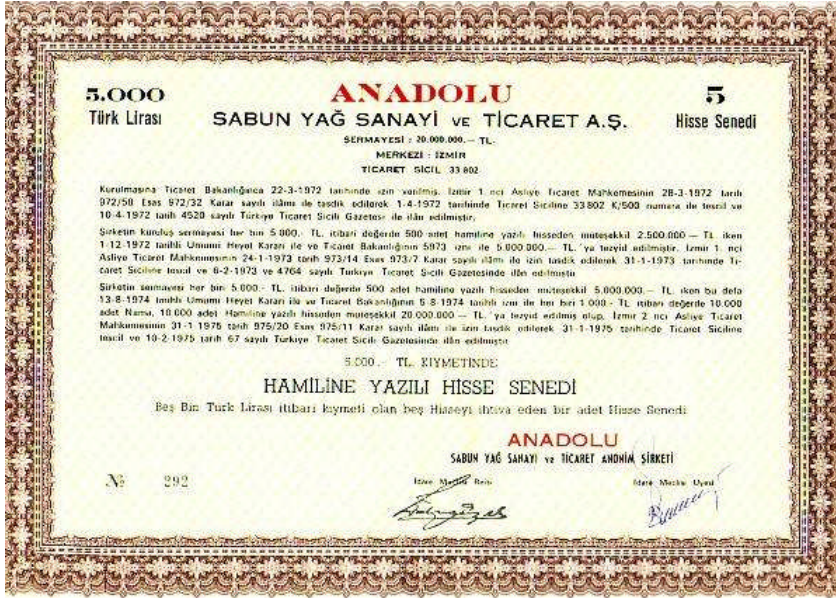 5.000
Türk Lirası
ANADOLU
SABUN YAĞ SANAYİ VE TİCARET A.Ş.
5
Hisse Senedi
SERMAYESİ : 20.000.000.— TL.
MERKEZİ : İZMİR
TİCARET SİCİL 33 802
Kurulmasına Ticaret Bakanlığınca 22-3-1972 tarihinde izin verilmiş, İzmir 1 nci Asliye Ticaret Mahkemesinin 28-3-1972 tarih
972/50 Esas 972/32 Karar sayılı ilâmı ile tasdik edilerek 1-4-1972 tarihinde Ticaret Siciline 33802 K/500 numara ile tescil ve
10-4-1972 tarih 4520 sayılı Türkiye Ticaret Sicili Gazetesi ile ilân edilmiştir.
Şirketin kuruluş sermayesi her biri 5.000.- TL. itibari değerde 500 adet hamiline yazılı hisseden müteşekkil 2.500.000 — TL iken
1-12-1972 tarihli Umumi Heyet Kararı ile ve Ticaret Bakanlığının 5973 izni ile 5.000.000.— TL.'ya tezyid edilmiştir. İzmir 1. nci
Asliye Ticaret Mahkemesinin 24-1-1973 tarih 973/14 Esas 973/7 Karar sayılı ilâmı ile izin tasdik edilerek 31-1-1973 tarihinde Ti-
caret Siciline tescil ve 6-2-1973 ve 4764 sayılı Türkiye Ticaret Sicili Gazetesinde ilân edilmiştir
Şirketin sermayesi her biri 5.000.- TL. itibari değerde 500 adet hamiline yazılı hisseden müteşekkil 5.000.000.— TL. iken bu defa
13-8-1974 tarihli Umumi Heyet Kararı ile ve Ticaret Bakanlığının 5-8-1974 tarihli izni ile her biri 1.000.- TL itibari değerde 10.000
adet Nama, 10.000 adet Hamiline yazılı hisseden müteşekkil 20.000.000 — TL.'ya tezyid edilmiş olup, İzmir 2 nci Asliye Ticaret
Mahkemesinin 31-1 1975 tarih 975/20 Esas 975/11 Karar sayılı ilâmı ile izin tasdik edilerek 31-1-1975 tarihinde Ticaret Siciline
tescil ve 10-2-1975 tarih 67 sayılı Türkiye Ticaret Sicili Gazetesinde ilân edilmiştir
5.000.- TL. KIYMETİNDE
HAMİLİNE YAZILI HİSSE SENEDİ
Beş Bin Türk Lirası itibari kıymeti olan beş Hisseyi ihtiva eden bir adet Hisse Senedi
ANADOLU
SABUN YAĞ SANAYİ ve TİCARET ANONİM ŞİRKETİ
№ 292
İdare Meclisi Reisi
İdare Meclisi Üyesi